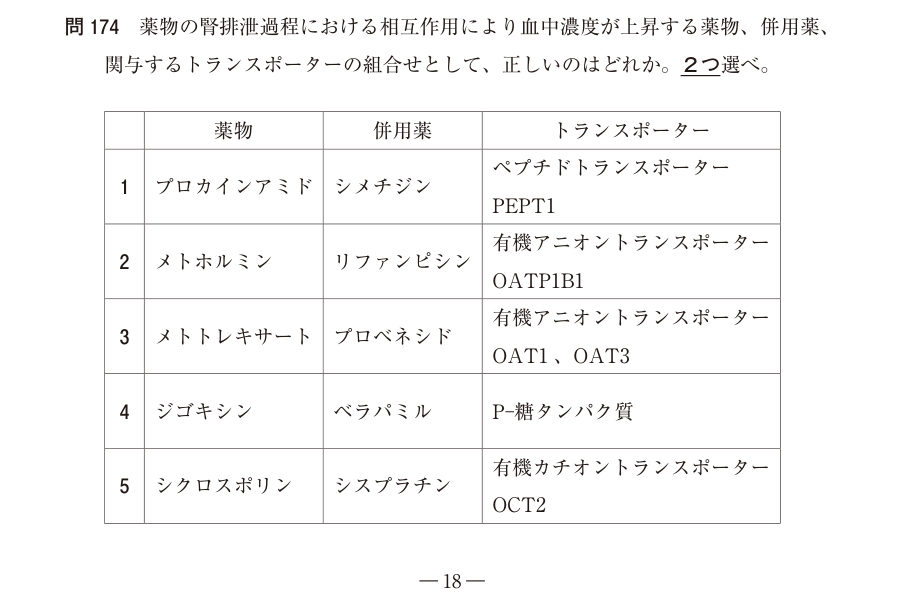 問 174 薬物の腎排泄過程における相互作用により血中濃度が上昇する薬物、併用薬、
関与するトランスポーターの組合せとして、正しいのはどれか。２つ選べ。
薬物 併用薬 トランスポーター
1 プロカインアミド シメチジン ペプチドトランスポーター
PEPT1
2 メトホルミン リファンピシン 有機アニオントランスポーター
OATP1B1
3 メトトレキサート プロベネシド 有機アニオントランスポーター
OAT1 、OAT3
4 ジゴキシン ベラパミル P-糖タンパク質
5 シクロスポリン シスプラチン 有機カチオントランスポーター
OCT2
― 18 ―